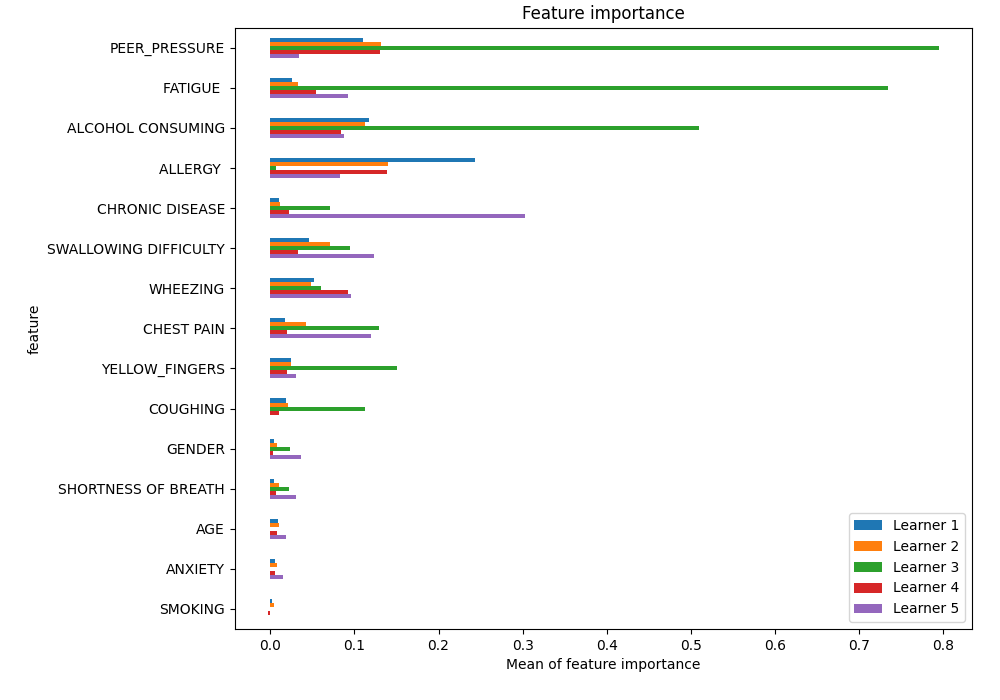 Feature importance
PEER_PRESSURE
FATIGUE
ALCOHOL CONSUMING
ALLERGY
CHRONIC DISEASE
SWALLOWING DIFFICULTY
WHEEZING
CHEST PAIN
YELLOW_FINGERS
COUGHING
GENDER
SHORTNESS OF BREATH
AGE
ANXIETY
SMOKING
feature
Learner 1
Learner 2
Learner 3
Learner 4
Learner 5
0.0 0.1 0.2 0.3 0.4 0.5 0.6 0.7 0.8
Mean of feature importance